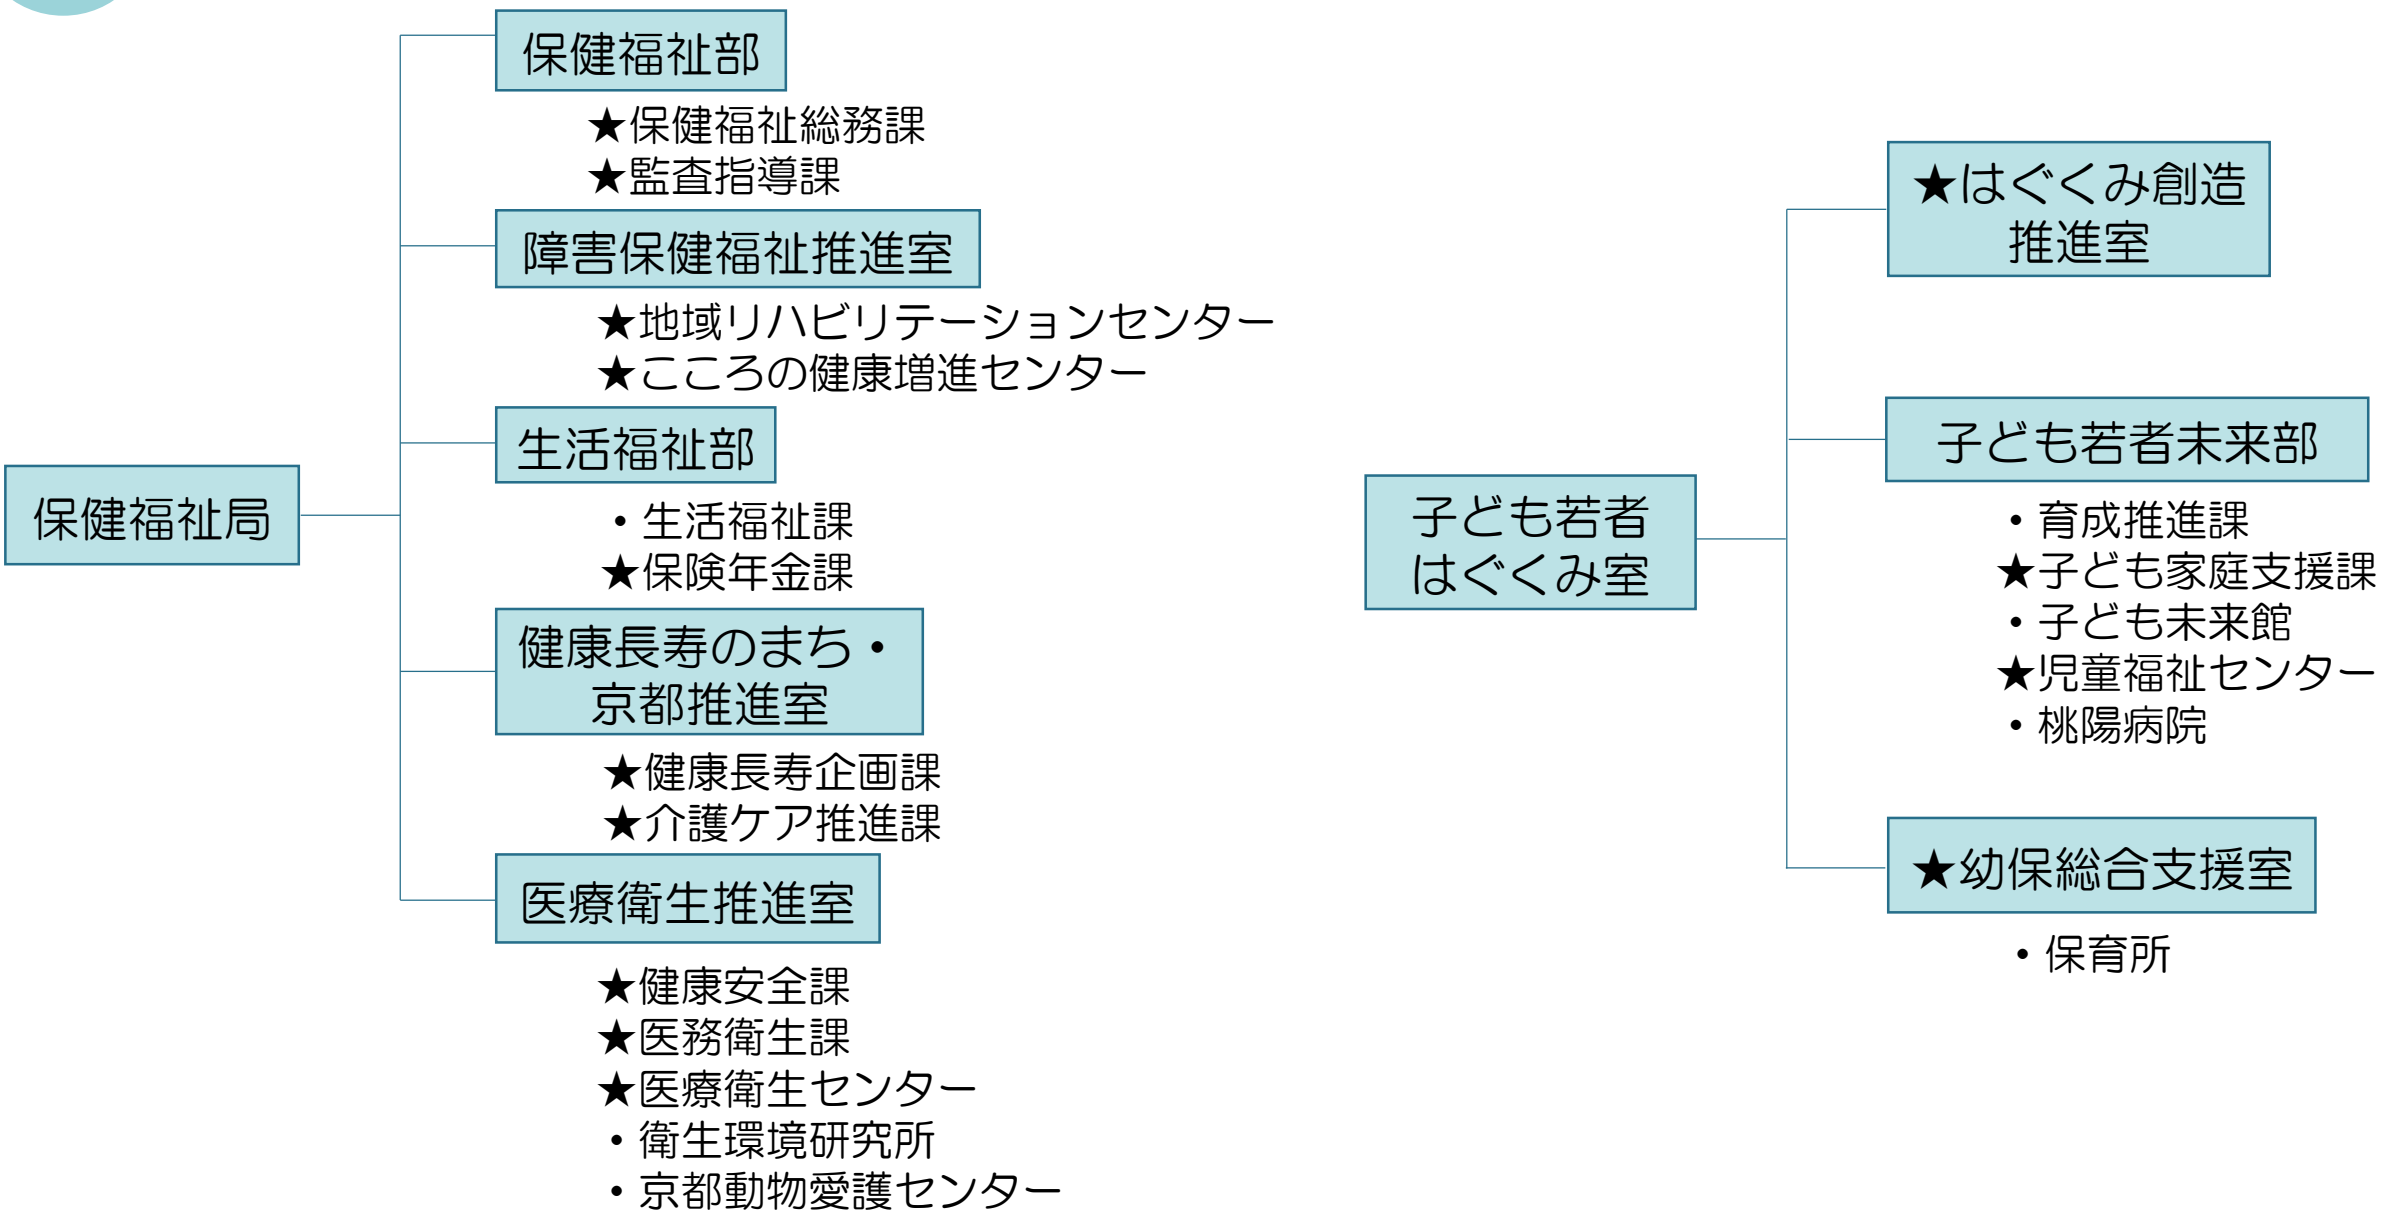 保健福祉局
保健福祉部
★保健福祉総務課
★監査指導課
障害保健福祉推進室
★地域リハビリテーションセンター
★こころの健康増進センター
生活福祉部
・生活福祉課
★保険年金課
健康長寿のまち・
京都推進室
★健康長寿企画課
★介護ケア推進課
医療衛生推進室
★健康安全課
★医務衛生課
★医療衛生センター
・衛生環境研究所
・京都動物愛護センター
子ども若者
はぐくみ室
★はぐくみ創造
推進室
子ども若者未来部
・育成推進課
★子ども家庭支援課
・子ども未来館
★児童福祉センター
・桃陽病院
★幼保総合支援室
・保育所